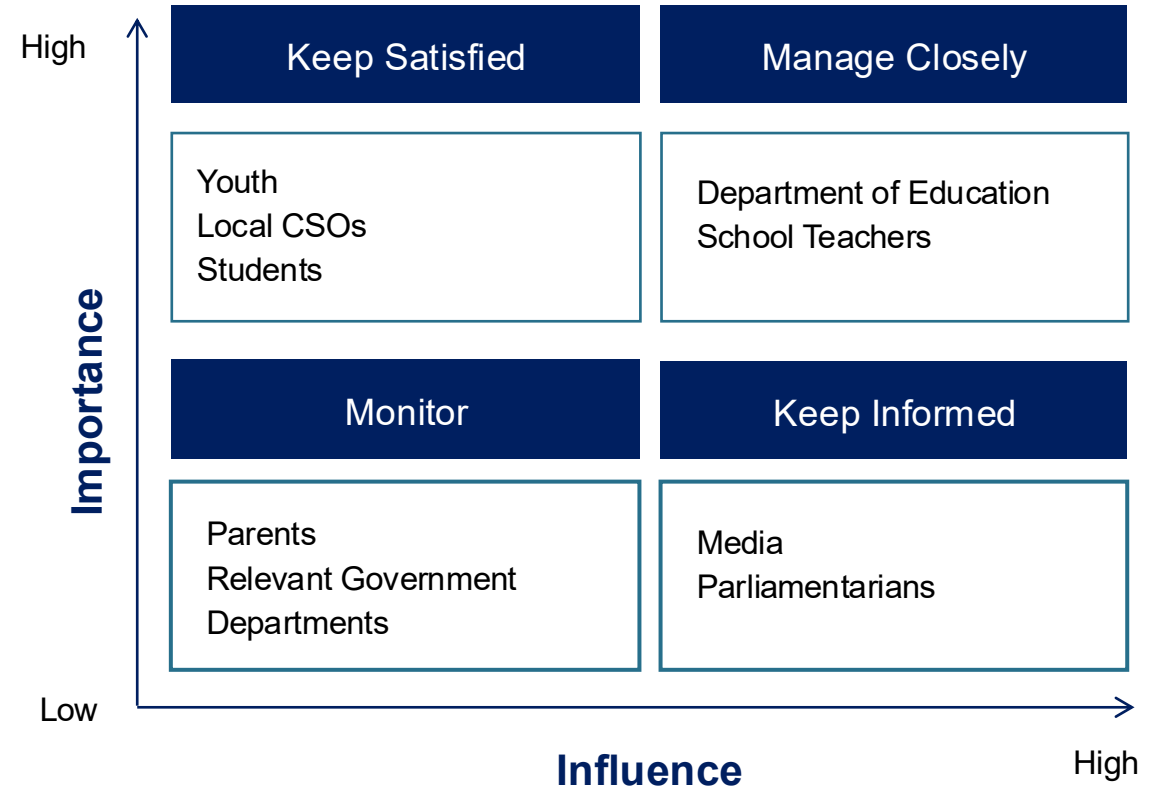 High
Keep Satisfied
Manage Closely
Youth
Local CSOs
Students
Department of Education
School Teachers
Importance
Monitor
Keep Informed
Parents
Relevant Government
Departments
Media
Parliamentarians
Low
Influence
High